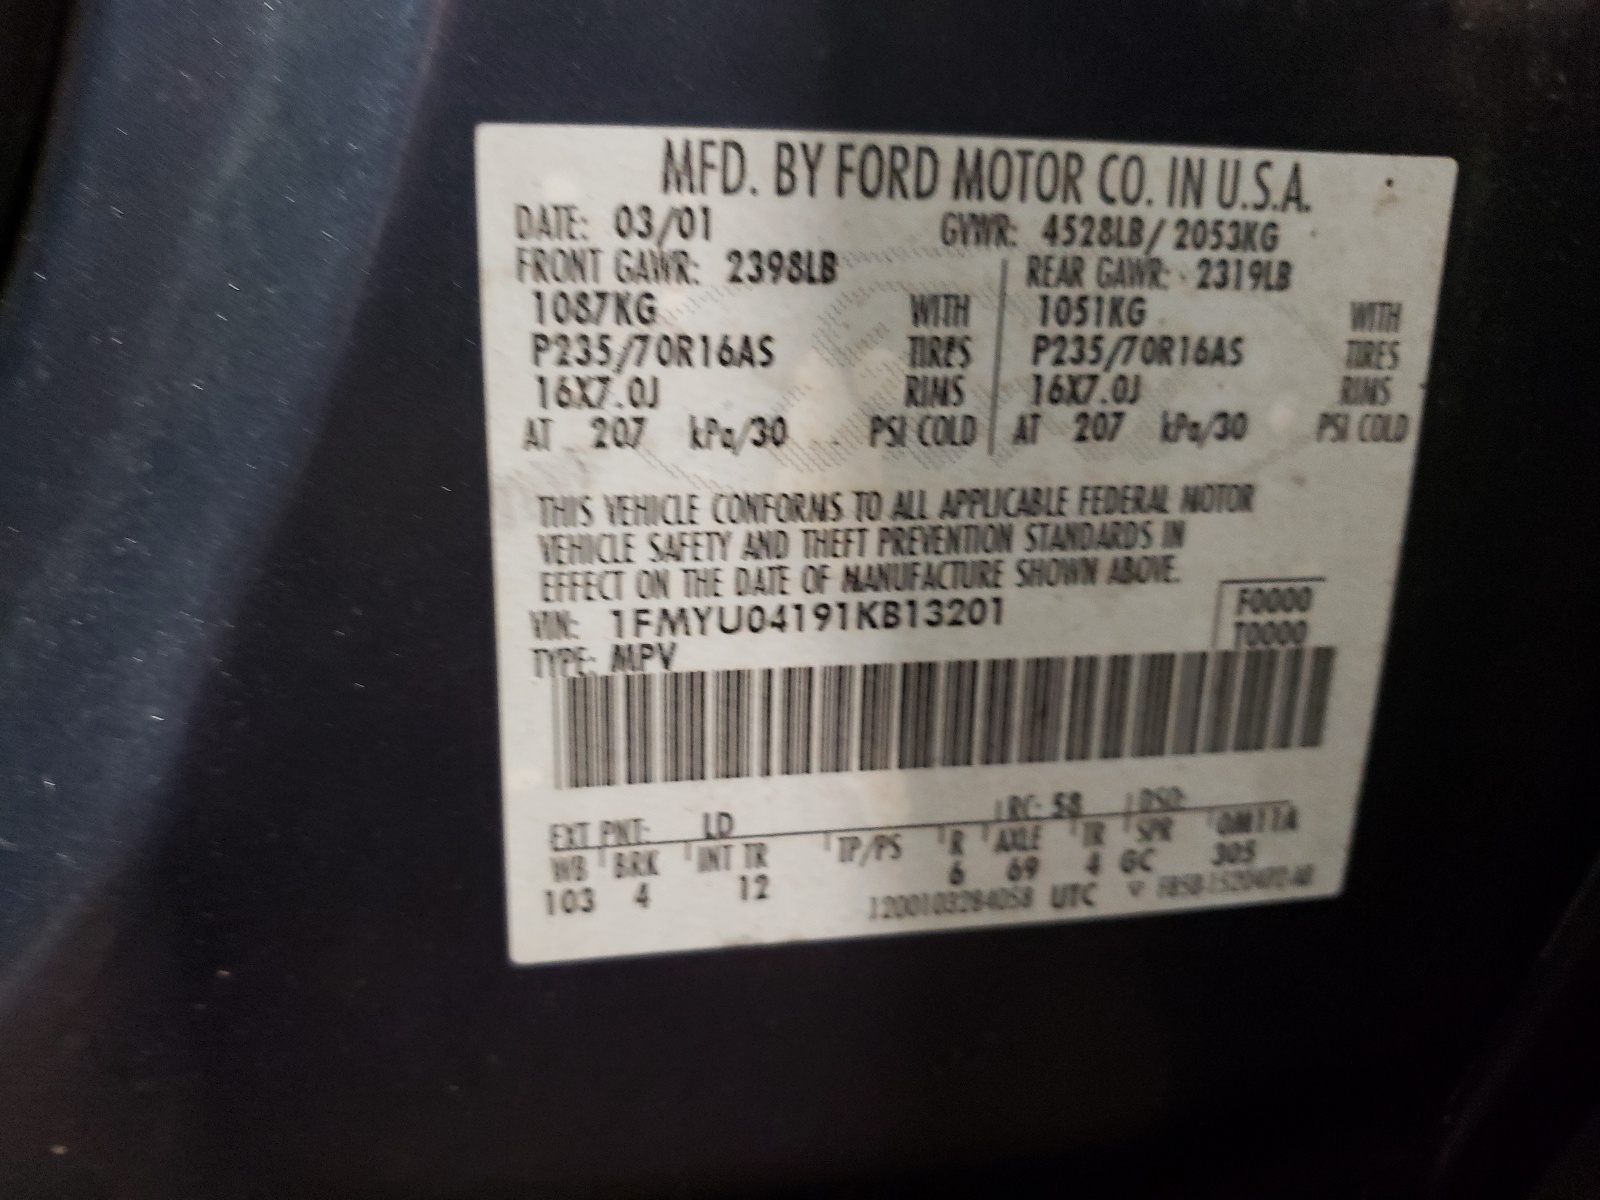 MFD. BY FORD MOTOR CO. IN U.S.A.
DATE: 03/01 GVWR: 4528LB/2053KG
FRONT GAWR: 2398LB REAR GAWR: 2319LB
1087KG WITH 1051KG WITH
P235/70R16AS TIRES P235/70R16AS TIRES
16X7.0J RIMS 16X7.0J RIMS
AT 207 kPa/30 PSI COLD AT 207 kPa/30 PSI COLD
THIS VEHICLE CONFORMS TO ALL APPLICABLE FEDERAL MOTOR
VEHICLE SAFETY AND THEFT PREVENTION STANDARDS IN
EFFECT ON THE DATE OF MANUFACTURE SHOWN ABOVE.
VIN: 1FMYU04191KB13201 F0000
TYPE: MPV T0000
EXT PNT: LD RC: 58 DSO:
WB BRK INT TR TP/PS R AXLE TR SPR
103 4 12 6 69 4 GC 305
UTC